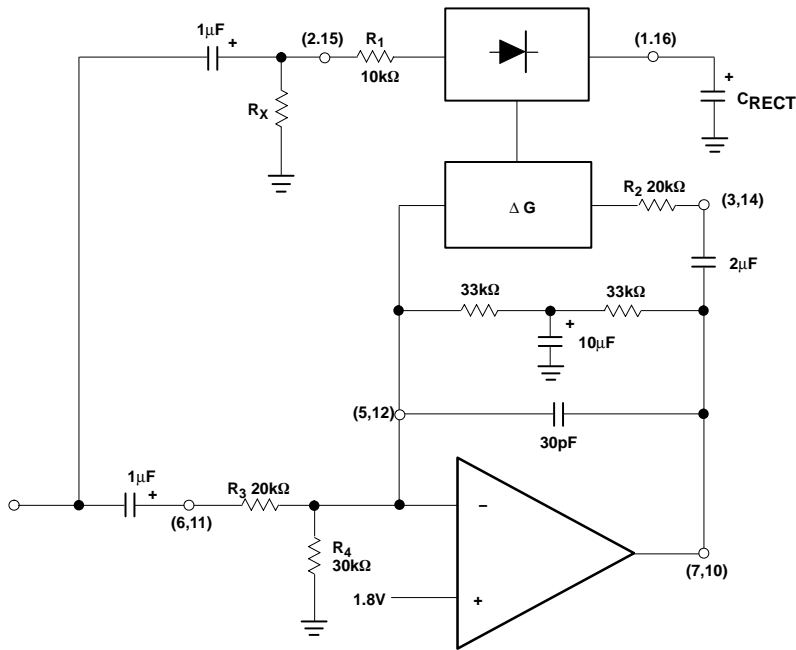 1μF
+
(2.15)
R1
10kΩ
(1.16)
+
CRECT
RX
R2 20kΩ
(3,14)
Δ G
2μF
33kΩ
33kΩ
+
10μF
(5,12)
30pF
1μF
+
(6,11)
R3 20kΩ
−
R4
30kΩ
(7,10)
1.8V
+